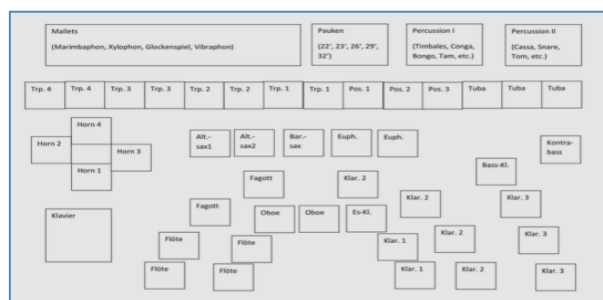 Mallets
(Marimbaphon, Xylophon, Glockenspiel, Vibraphon)
Pauken
(22', 23', 26', 29',
32')
Percussion I
(Timbales, Conga,
Bongo, Tam, etc.)
Percussion II
(Cassa, Snare,
Tom, etc.)
Trp. 4
Trp. 4
Trp. 3
Trp. 3
Trp. 2
Trp. 2
Trp. 1
Trp. 1
Pos. 1
Pos. 2
Pos. 3
Tuba
Tuba
Tuba
Horn 4
Horn 2
Horn 3
Horn 1
Alt.-
sax1
Alt.-
sax2
Bar.-
sax
Euph.
Euph.
Kontra-
bass
Fagott
Klar. 2
Bass-Kl.
Klavier
Fagott
Oboe
Oboe
Es-Kl.
Klar. 2
Klar. 3
Flöte
Flöte
Klar. 1
Klar. 2
Klar. 3
Flöte
Flöte
Klar. 1
Klar. 2
Klar. 3